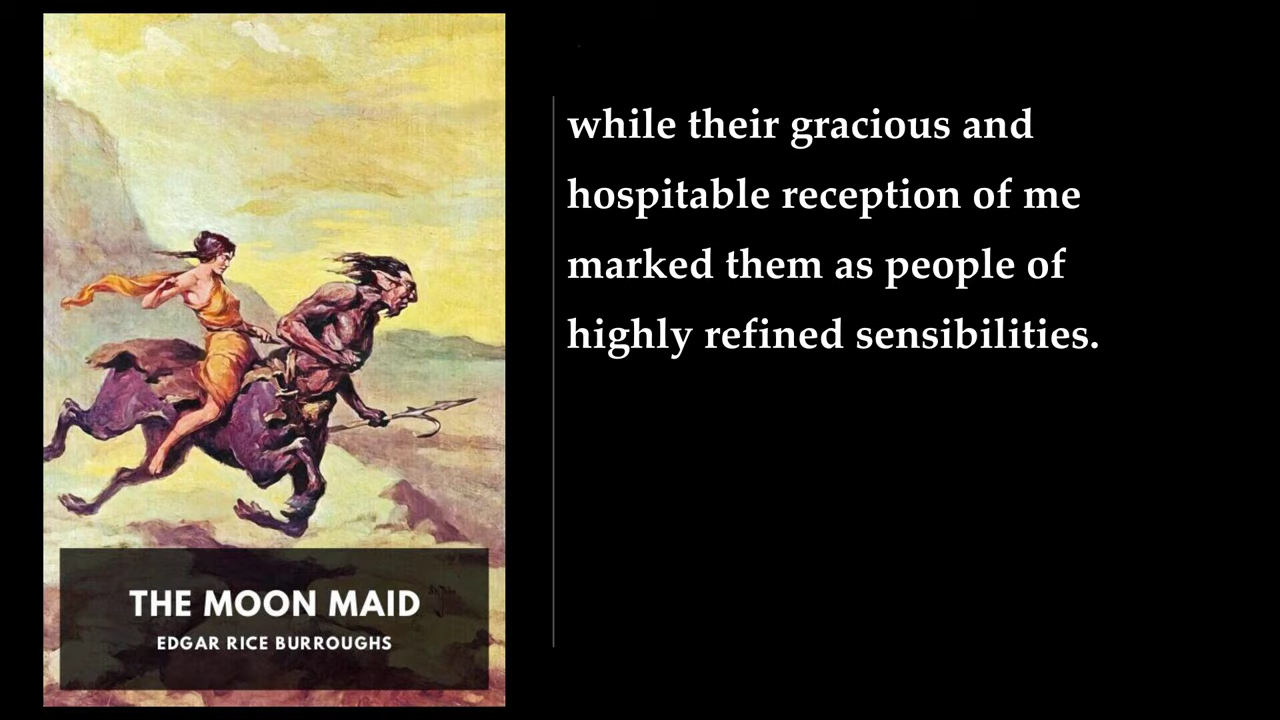 while their gracious and
hospitable reception of me
marked them as people of
highly refined sensibilities.
THE MOON MAID
EDGAR RICE BURROUGHS